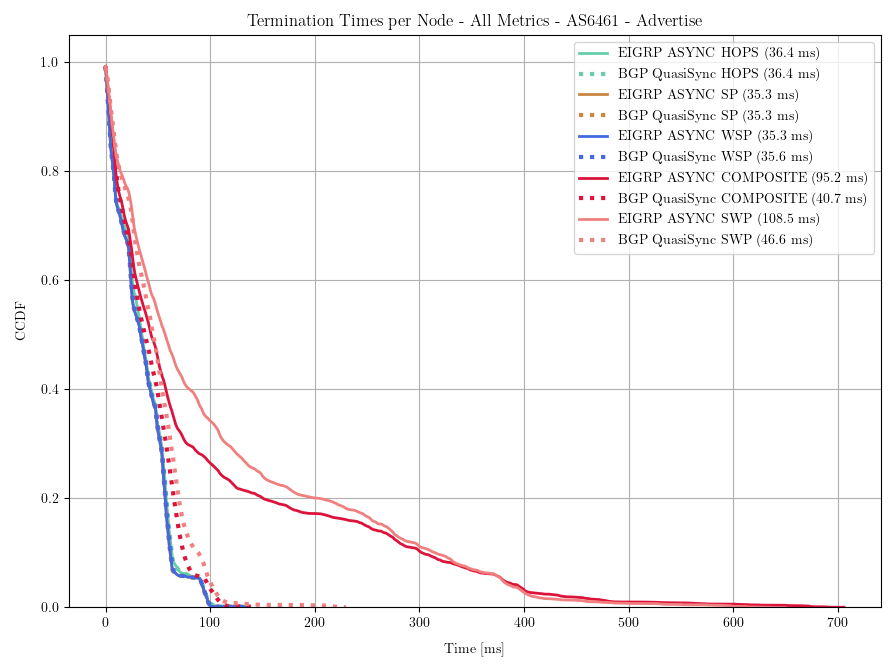 Termination Times per Node - All Metrics - AS6461 - Advertise
EIGRP ASYNC HOPS (36.4 ms)
BGP QuasiSync HOPS (36.4 ms)
EIGRP ASYNC SP (35.3 ms)
BGP QuasiSync SP (35.3 ms)
EIGRP ASYNC WSP (35.3 ms)
BGP QuasiSync WSP (35.6 ms)
EIGRP ASYNC COMPOSITE (95.2 ms)
BGP QuasiSync COMPOSITE (40.7 ms)
EIGRP ASYNC SWP (108.5 ms)
BGP QuasiSync SWP (46.6 ms)
1.0
0.8
0.6
0.4
0.2
0.0
CCDF
0 100 200 300 400 500 600 700
Time [ms]